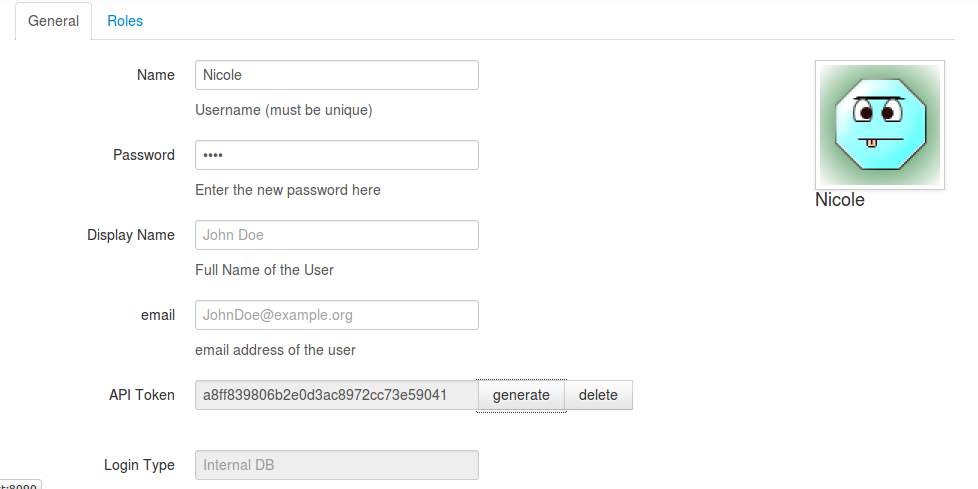 General Roles
Name Nicole
Username (must be unique)
Password ••••
Enter the new password here
Nicole
Display Name John Doe
Full Name of the User
email JohnDoe@example.org
email address of the user
API Token a8ff839806b2e0d3ac8972cc73e59041 generate delete
Login Type Internal DB